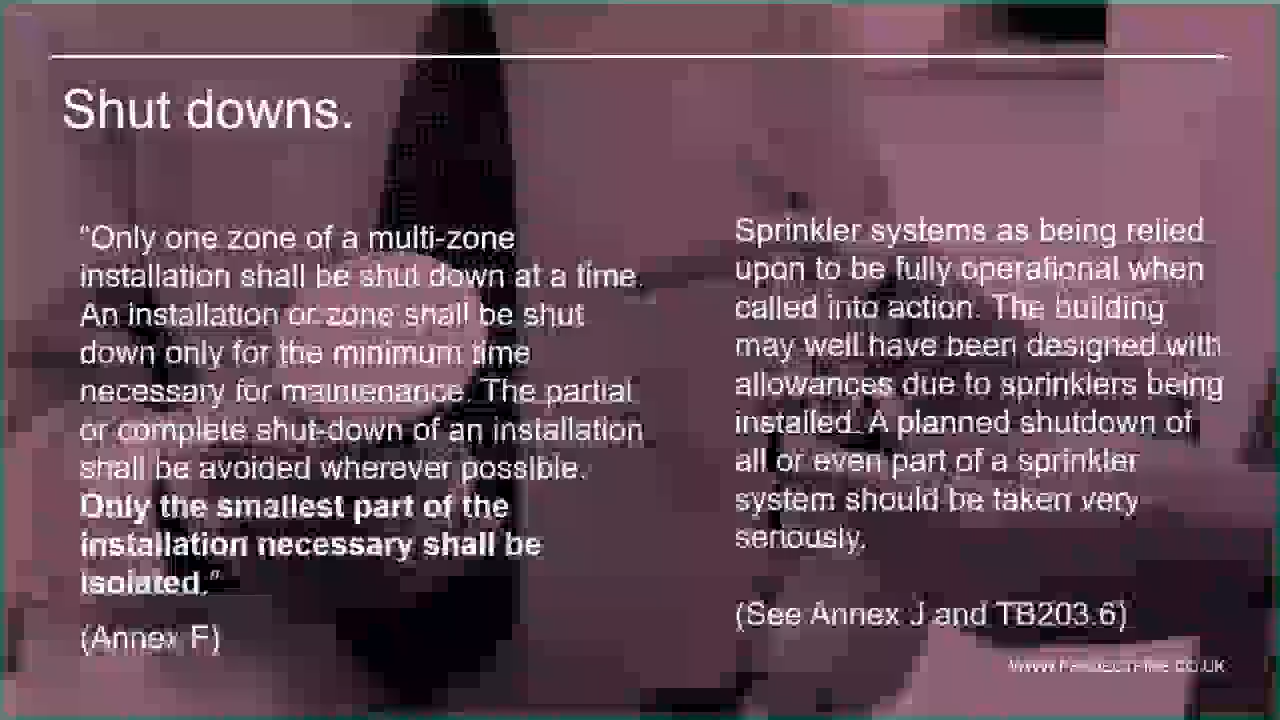 Shut downs.
“Only one zone of a multi-zone
installation shall be shut down at a time.
An installation or zone shall be shut
down only for the minimum time
necessary for maintenance. The partial
or complete shut-down of an installation
shall be avoided wherever possible.
Only the smallest part of the
installation necessary shall be
isolated.”
(Annex F)
Sprinkler systems as being relied
upon to be fully operational when
called into action. The building
may well have been designed with
allowances due to sprinklers being
installed. A planned shutdown of
all or even part of a sprinkler
system should be taken very
seriously.
(See Annex J and TB203.6)